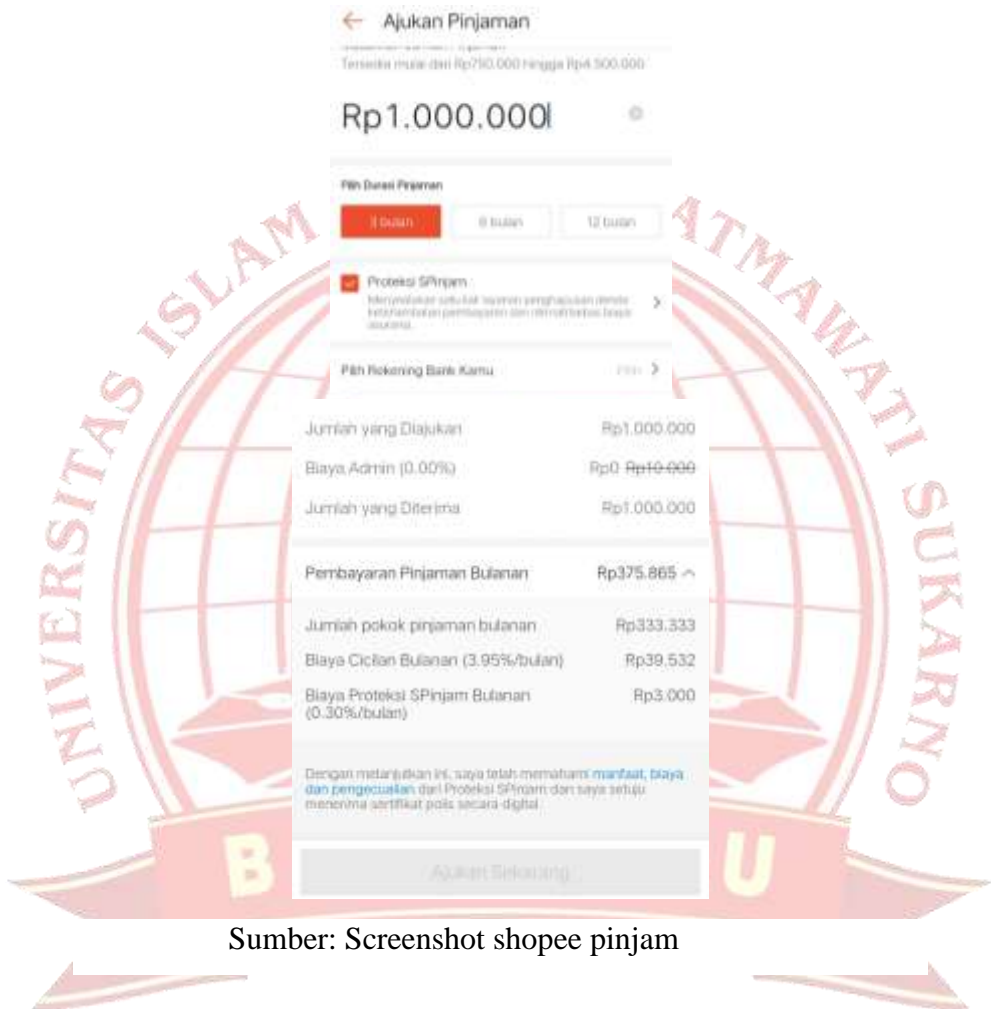 Ajukan Pinjaman
Tersedia mulai dari Rp750.000 hingga Rp4.500.000
Rp1.000.000
Pilih Durasi Pinjaman
3 bulan 6 bulan 12 bulan
Proteksi SPinjam
Pilih Rekening Bank Kamu Pilih
Jumlah yang Diajukan Rp1.000.000
Biaya Admin (0.00%) Rp0 Rp10.000
Jumlah yang Diterima Rp1.000.000
Pembayaran Pinjaman Bulanan Rp375.865
Jumlah pokok pinjaman bulanan Rp333.333
Biaya Cicilan Bulanan (3.95%/bulan) Rp39.532
Biaya Proteksi SPinjam Bulanan Rp3.000
(0.30%/bulan)
Dengan melanjutkan ini, saya telah memahami manfaat, biaya
dan pengecualian dari Proteksi SPinjam dan saya setuju
menerima sertifikat polis secara digital
Ajukan Sekarang
UNIVERSITAS ISLAM ATMAWATI SUKARNO
B U
Sumber: Screenshot shopee pinjam